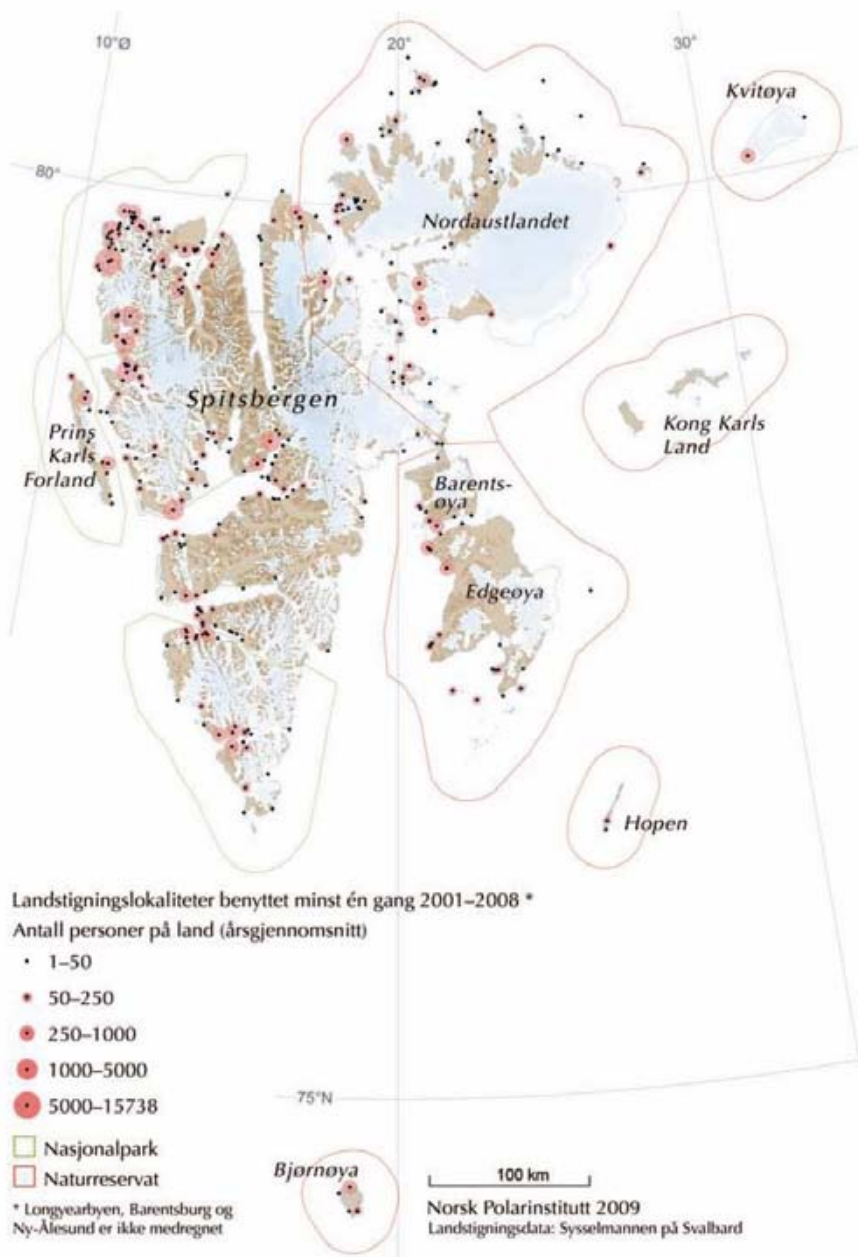 10°Ø
20°
30°
Kvitøya
80°
Nordaustlandet
Spitsbergen
Prins
Karls
Forland
Kong Karls
Land
Barents-
øya
Edgeøya
Hopen
Landstigningslokaliteter benyttet minst én gang 2001–2008 *
Antall personer på land (årsgjennomsnitt)
1–50
50–250
250–1000
1000–5000
5000–15738
75°N
Nasjonalpark
Naturreservat
Bjørnøya
100 km
* Longyearbyen, Barentsburg og
Ny-Ålesund er ikke medregnet
Norsk Polarinstitutt 2009
Landstigningsdata: Sysselmannen på Svalbard